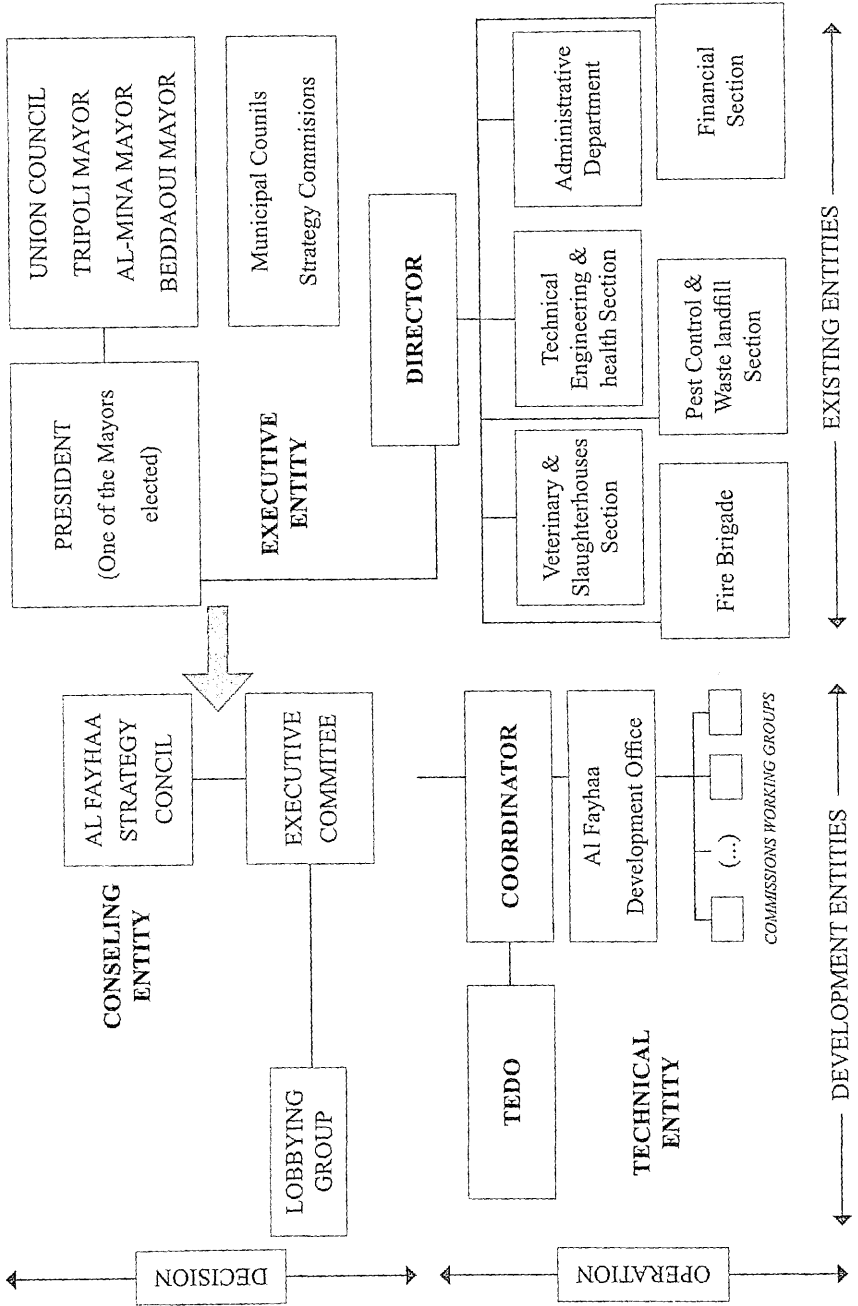 DECISION
OPERATION
CONSELING
ENTITY
AL FAYHAA
STRATEGY
CONCIL
EXECUTIVE
COMMITEE
LOBBYING
GROUP
PRESIDENT
(One of the Mayors
elected)
UNION COUNCIL
TRIPOLI MAYOR
AL-MINA MAYOR
BEDDAOUI MAYOR
EXECUTIVE
ENTITY
Municipal Counils
Strategy Commisions
TEDO
COORDINATOR
Al Fayhaa
Development Office
TECHNICAL
ENTITY
(...)
COMMISSIONS WORKING GROUPS
DIRECTOR
Veterinary &
Slaughterhouses
Section
Technical
Engineering &
health Section
Administrative
Department
Fire Brigade
Pest Control &
Waste landfill
Section
Financial
Section
DEVELOPMENT ENTITIES
EXISTING ENTITIES